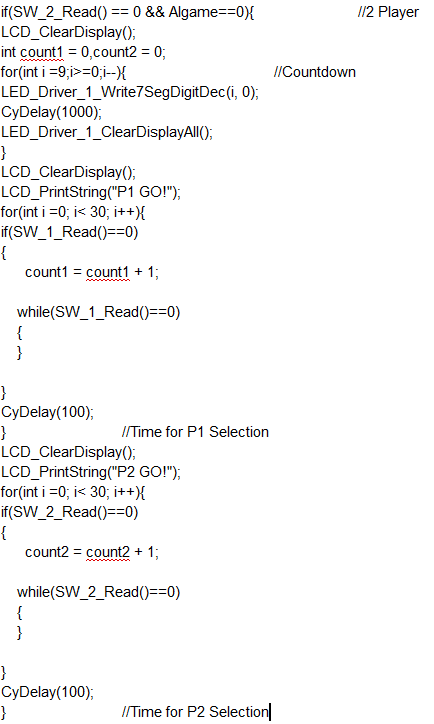 if(SW_2_Read() == 0 && Algame==0){ //2 Player
LCD_ClearDisplay();
int count1 = 0,count2 = 0;
for(int i =9;i>=0;i--){ //Countdown
LED_Driver_1_Write7SegDigitDec(i, 0);
CyDelay(1000);
LED_Driver_1_ClearDisplayAll();
}
LCD_ClearDisplay();
LCD_PrintString("P1 GO!");
for(int i =0; i< 30; i++){
if(SW_1_Read()==0)
{
count1 = count1 + 1;
while(SW_1_Read()==0)
{
}
}
CyDelay(100);
} //Time for P1 Selection
LCD_ClearDisplay();
LCD_PrintString("P2 GO!");
for(int i =0; i< 30; i++){
if(SW_2_Read()==0)
{
count2 = count2 + 1;
while(SW_2_Read()==0)
{
}
}
CyDelay(100);
} //Time for P2 Selection